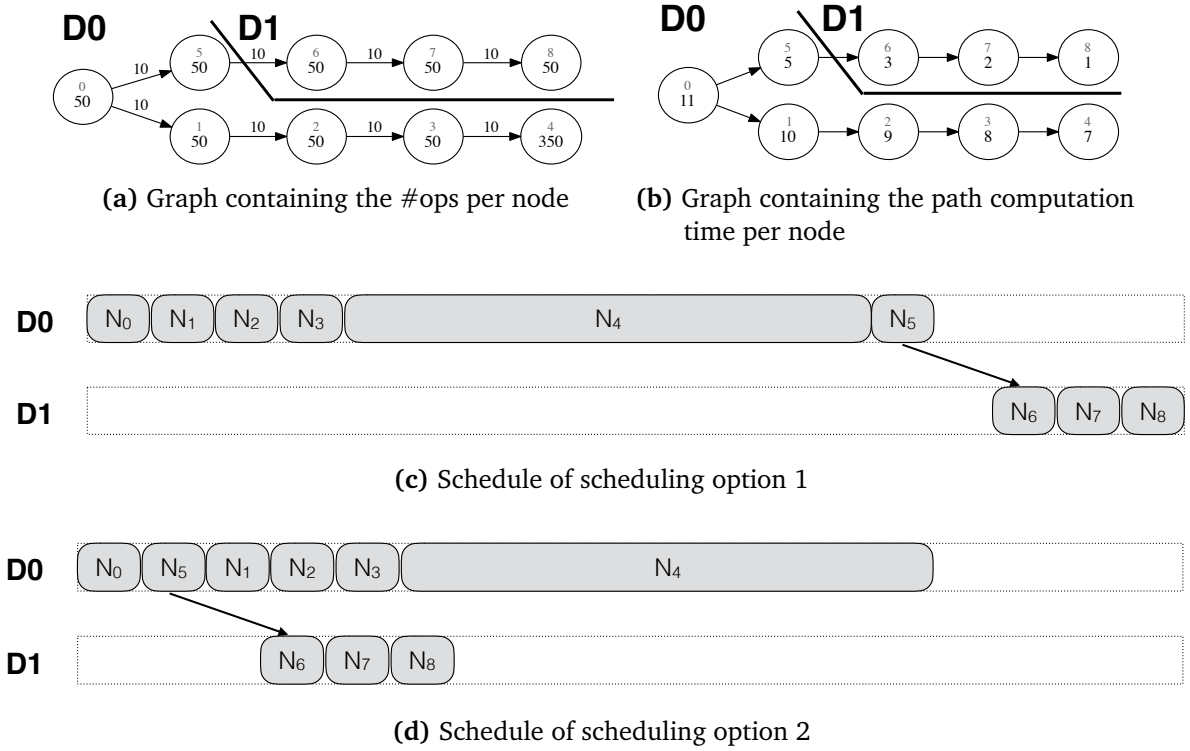 D0 D1
5 6 7 8
50 10 50 10 50 10 50
10
0
50
10
1 2 3 4
50 10 50 10 50 10 350
(a) Graph containing the #ops per node
D0 D1
5 6 7 8
5 3 2 1
0
11
1 2 3 4
10 9 8 7
(b) Graph containing the path computation
time per node
D0 N0 N1 N2 N3 N4 N5
D1 N6 N7 N8
(c) Schedule of scheduling option 1
D0 N0 N5 N1 N2 N3 N4
D1 N6 N7 N8
(d) Schedule of scheduling option 2